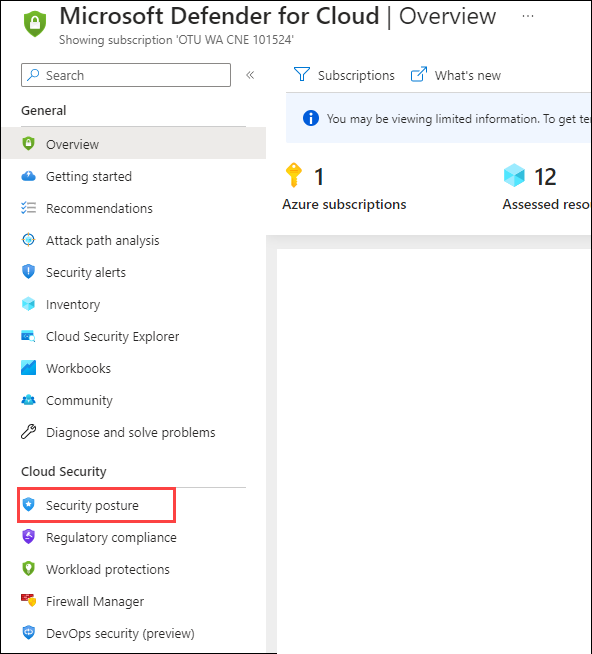 Microsoft Defender for Cloud | Overview ...
Showing subscription 'OTU WA CNE 101524'
Search «
Subscriptions What's new
General
You may be viewing limited information. To get
1 12
Azure subscriptions Assessed
Overview
Getting started
Recommendations
Attack path analysis
Security alerts
Inventory
Cloud Security Explorer
Workbooks
Community
Diagnose and solve problems
Cloud Security
Security posture
Regulatory compliance
Workload protections
Firewall Manager
DevOps security (preview)